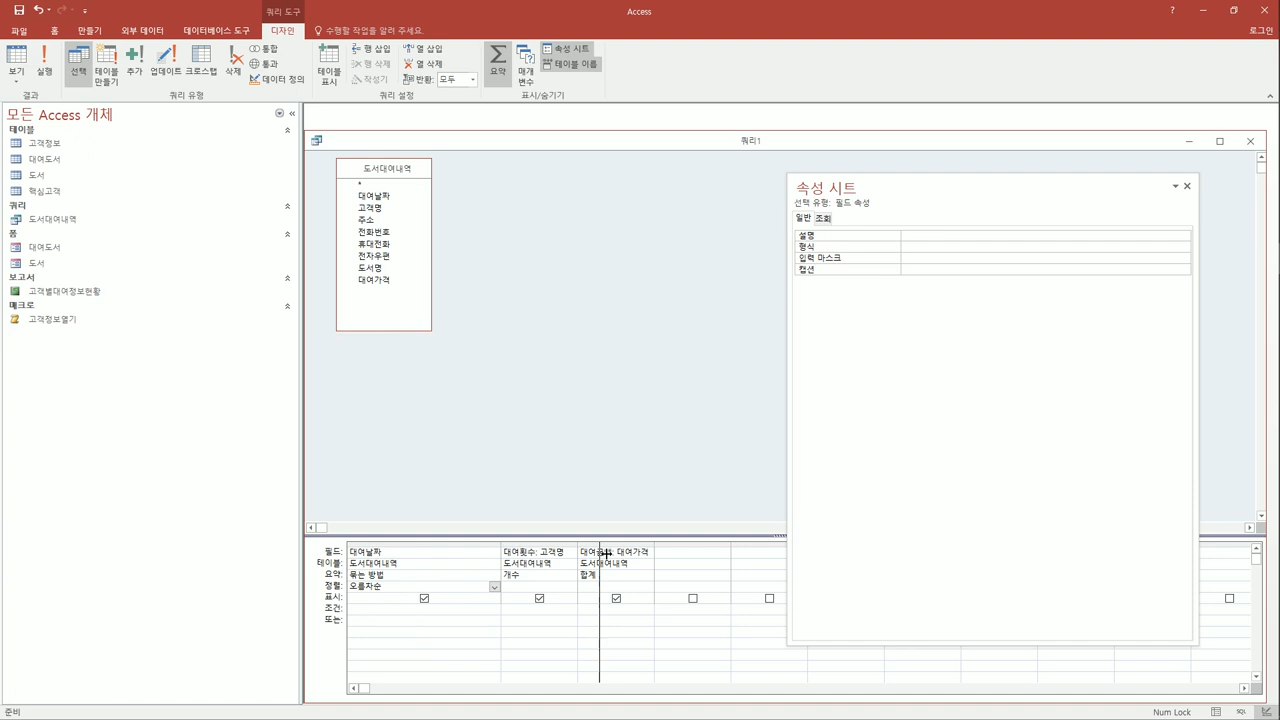 쿼리 도구
Access
파일 홈 만들기 외부 데이터 데이터베이스 도구 디자인 수행할 작업을 알려 주세요.
로그인
보기 실행 선택 테이블 만들기 추가 업데이트 크로스탭 삭제 통합 통과 데이터 정의 테이블 표시 행 삽입 행 삭제 작성기 열 삽입 열 삭제 반환: 모두 요약 매개 변수 속성 시트 테이블 이름
결과 쿼리 유형 쿼리 설정 표시/숨기기
모든 Access 개체
테이블
고객정보
대여도서
도서
핵심고객
쿼리
도서대여내역
폼
대여도서
도서
보고서
고객별대여정보현황
매크로
고객정보열기
쿼리1
도서대여내역
*
대여날짜
고객명
주소
전화번호
휴대전화
전자우편
도서명
대여가격
속성 시트
선택 유형: 필드 속성
일반 조회
설명
형식
입력 마스크
캡션
필드: 대여날짜 대여횟수: 고객명 대여가격
테이블: 도서대여내역 도서대여내역 도서대여내역
요약: 묶는 방법 개수 합계
정렬: 오름차순
표시:
조건:
또는:
준비
Num Lock
SQL